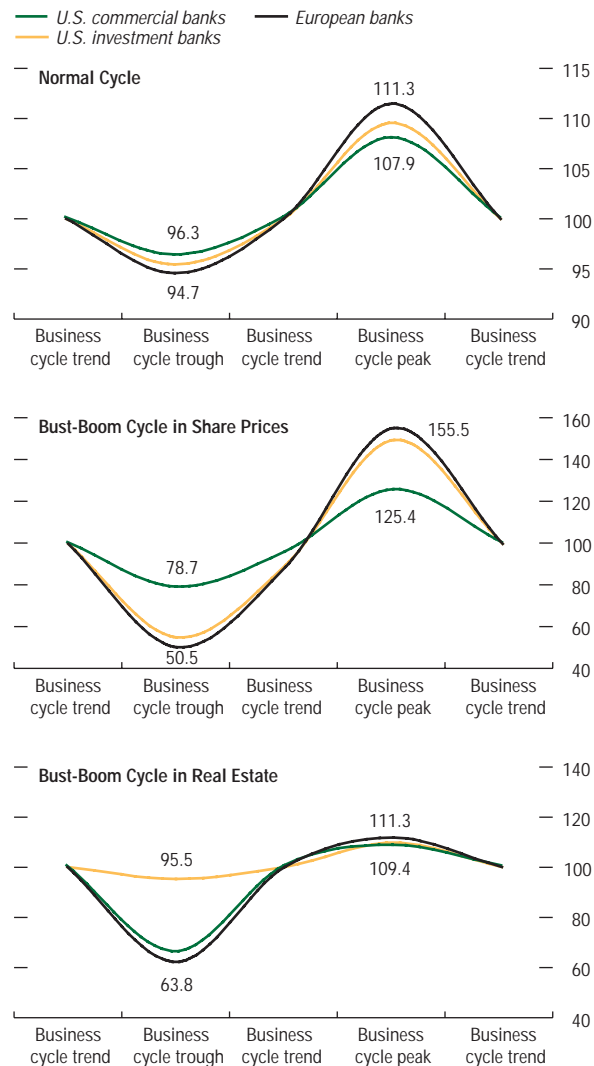 U.S. commercial banks European banks
U.S. investment banks
Normal Cycle
115
111.3
110
107.9
105
96.3
100
94.7
95
90
Business Business Business Business Business
cycle trend cycle trough cycle trend cycle peak cycle trend
Bust-Boom Cycle in Share Prices
160
155.5
140
125.4
120
78.7
100
80
50.5
60
40
Business Business Business Business Business
cycle trend cycle trough cycle trend cycle peak cycle trend
Bust-Boom Cycle in Real Estate
140
111.3
120
95.5
109.4
100
80
63.8
60
40
Business Business Business Business Business
cycle trend cycle trough cycle trend cycle peak cycle trend